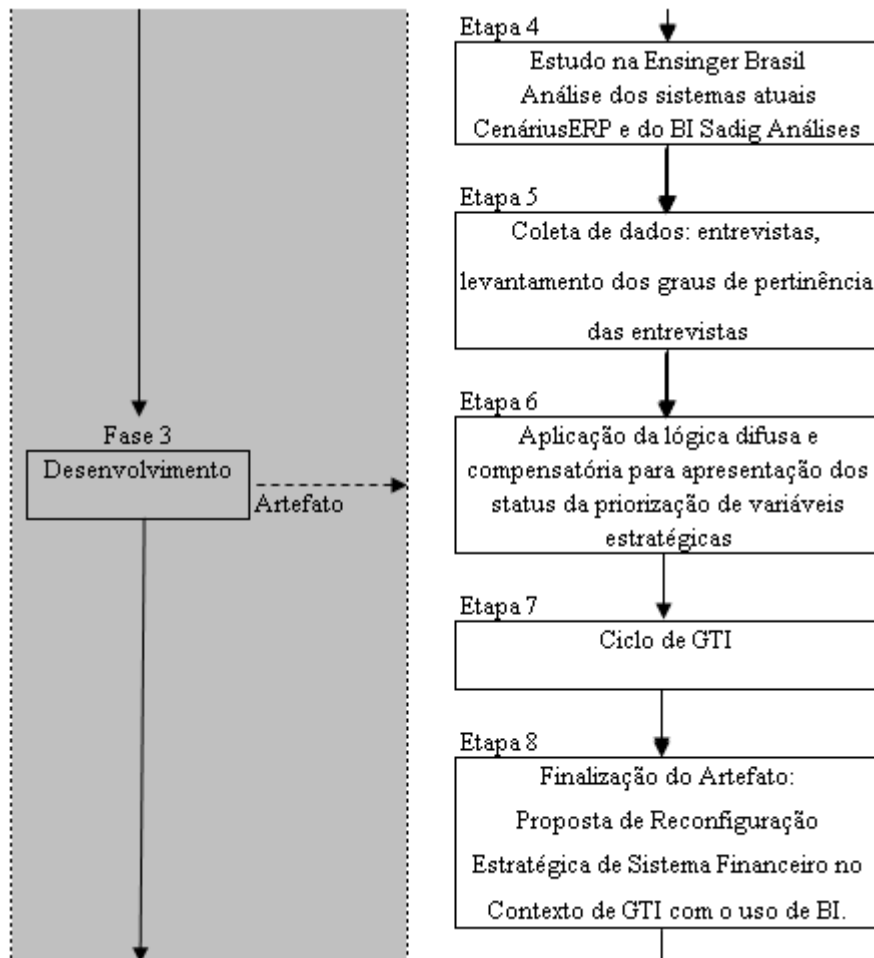 Fase 3
Desenvolvimento
Artefato
Etapa 4
Estudo na Ensinger Brasil
Análise dos sistemas atuais
CenáriusERP e do BI Sadig Análises
Etapa 5
Coleta de dados: entrevistas,
levantamento dos graus de pertinência
das entrevistas
Etapa 6
Aplicação da lógica difusa e
compensatória para apresentação dos
status da priorização de variáveis
estratégicas
Etapa 7
Ciclo de GTI
Etapa 8
Finalização do Artefato:
Proposta de Reconfiguração
Estratégica de Sistema Financeiro no
Contexto de GTI com o uso de BI.